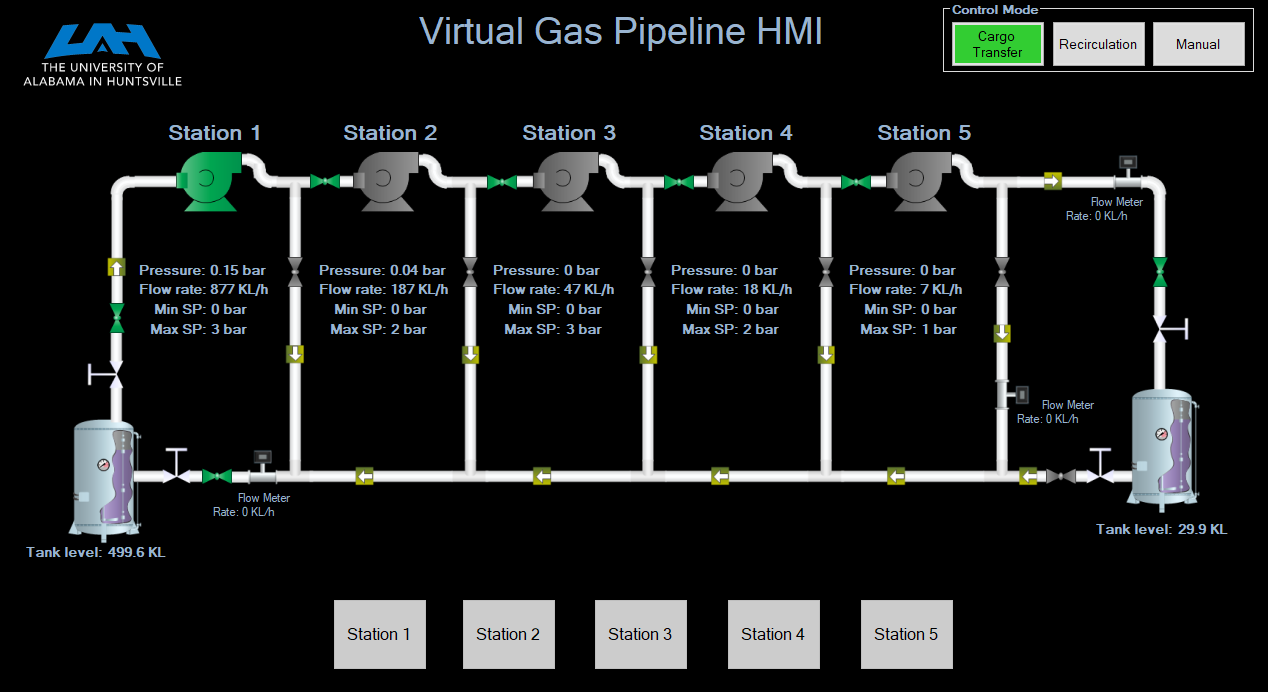 UAH
THE UNIVERSITY OF
ALABAMA IN HUNTSVILLE
Virtual Gas Pipeline HMI
Control Mode
Cargo
Transfer
Recirculation
Manual
Station 1
Station 2
Station 3
Station 4
Station 5
Flow Meter
Rate: 0 KL/h
Pressure: 0.15 bar
Flow rate: 877 KL/h
Min SP: 0 bar
Max SP: 3 bar
Pressure: 0.04 bar
Flow rate: 187 KL/h
Min SP: 0 bar
Max SP: 2 bar
Pressure: 0 bar
Flow rate: 47 KL/h
Min SP: 0 bar
Max SP: 3 bar
Pressure: 0 bar
Flow rate: 18 KL/h
Min SP: 0 bar
Max SP: 2 bar
Pressure: 0 bar
Flow rate: 7 KL/h
Min SP: 0 bar
Max SP: 1 bar
Flow Meter
Rate: 0 KL/h
Flow Meter
Rate: 0 KL/h
Tank level: 499.6 KL
Tank level: 29.9 KL
Station 1
Station 2
Station 3
Station 4
Station 5